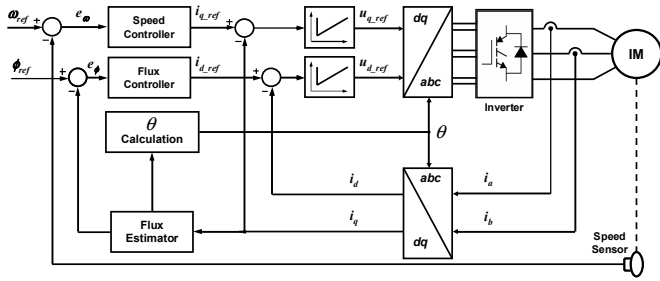 ω_ref
e_ω
Speed
Controller
i_q_ref
u_q_ref
dq
abc
Inverter
IM
ϕ_ref
e_ϕ
Flux
Controller
i_d_ref
u_d_ref
θ
Calculation
θ
i_d
abc
dq
i_a
i_q
i_b
Flux
Estimator
Speed
Sensor
+
−
+
−
+
−
+
−